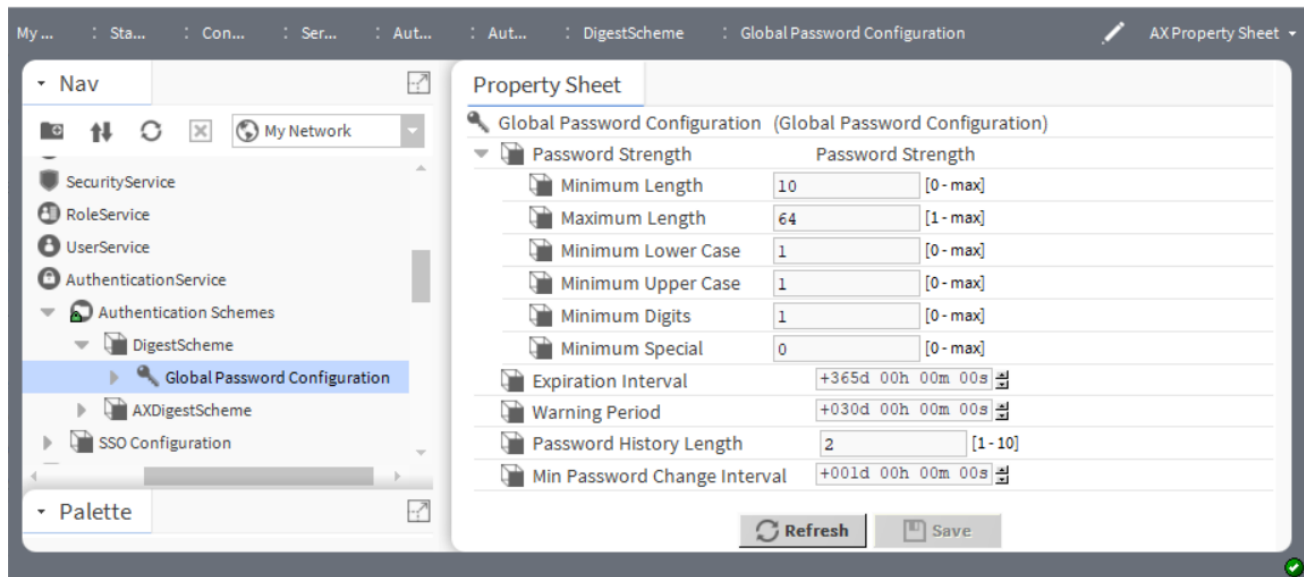 My ... : Sta... : Con... : Ser... : Aut... : Aut... : DigestScheme : Global Password Configuration AX Property Sheet
Nav
My Network
SecurityService
RoleService
UserService
AuthenticationService
Authentication Schemes
DigestScheme
Global Password Configuration
AXDigestScheme
SSO Configuration
Palette
Property Sheet
Global Password Configuration (Global Password Configuration)
Password Strength Password Strength
Minimum Length 10 [0 - max]
Maximum Length 64 [1 - max]
Minimum Lower Case 1 [0 - max]
Minimum Upper Case 1 [0 - max]
Minimum Digits 1 [0 - max]
Minimum Special 0 [0 - max]
Expiration Interval +365d 00h 00m 00s
Warning Period +030d 00h 00m 00s
Password History Length 2 [1 - 10]
Min Password Change Interval +001d 00h 00m 00s
Refresh Save